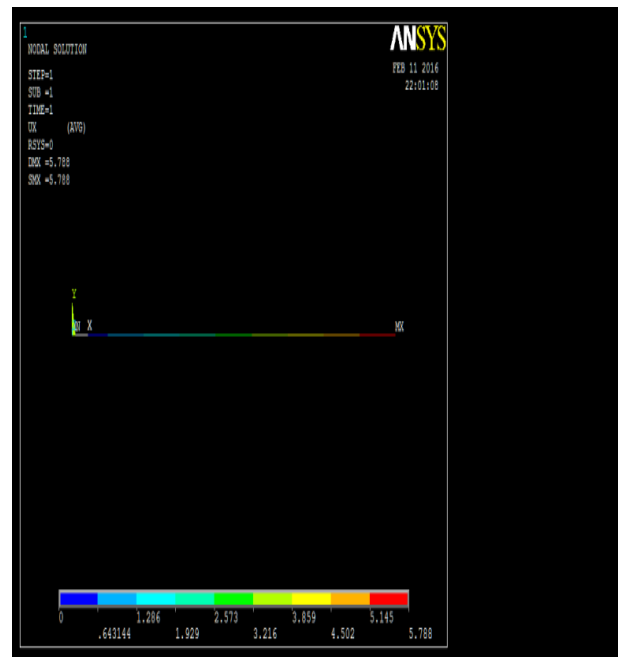 1
NODAL SOLUTION
STEP=1
SUB =1
TIME=1
UX (AVG)
RSYS=0
DMX =5.788
SMX =5.788
ANSYS
FEB 11 2016
22:01:08
Y
X
MX
0 1.286 2.573 3.859 5.145
.643144 1.929 3.216 4.502 5.788